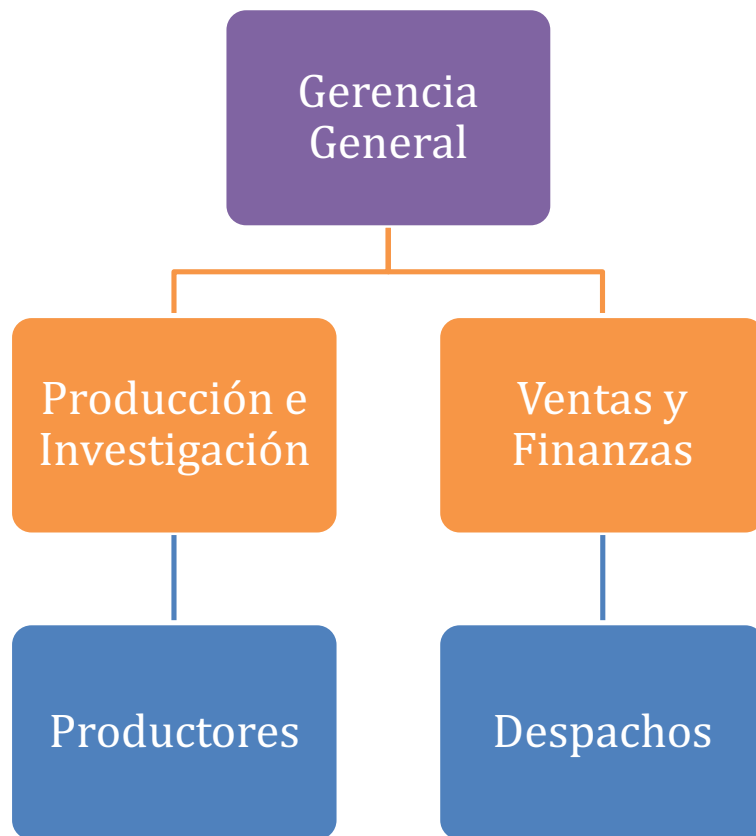 Gerencia
General
Producción e
Investigación
Ventas y
Finanzas
Productores
Despachos